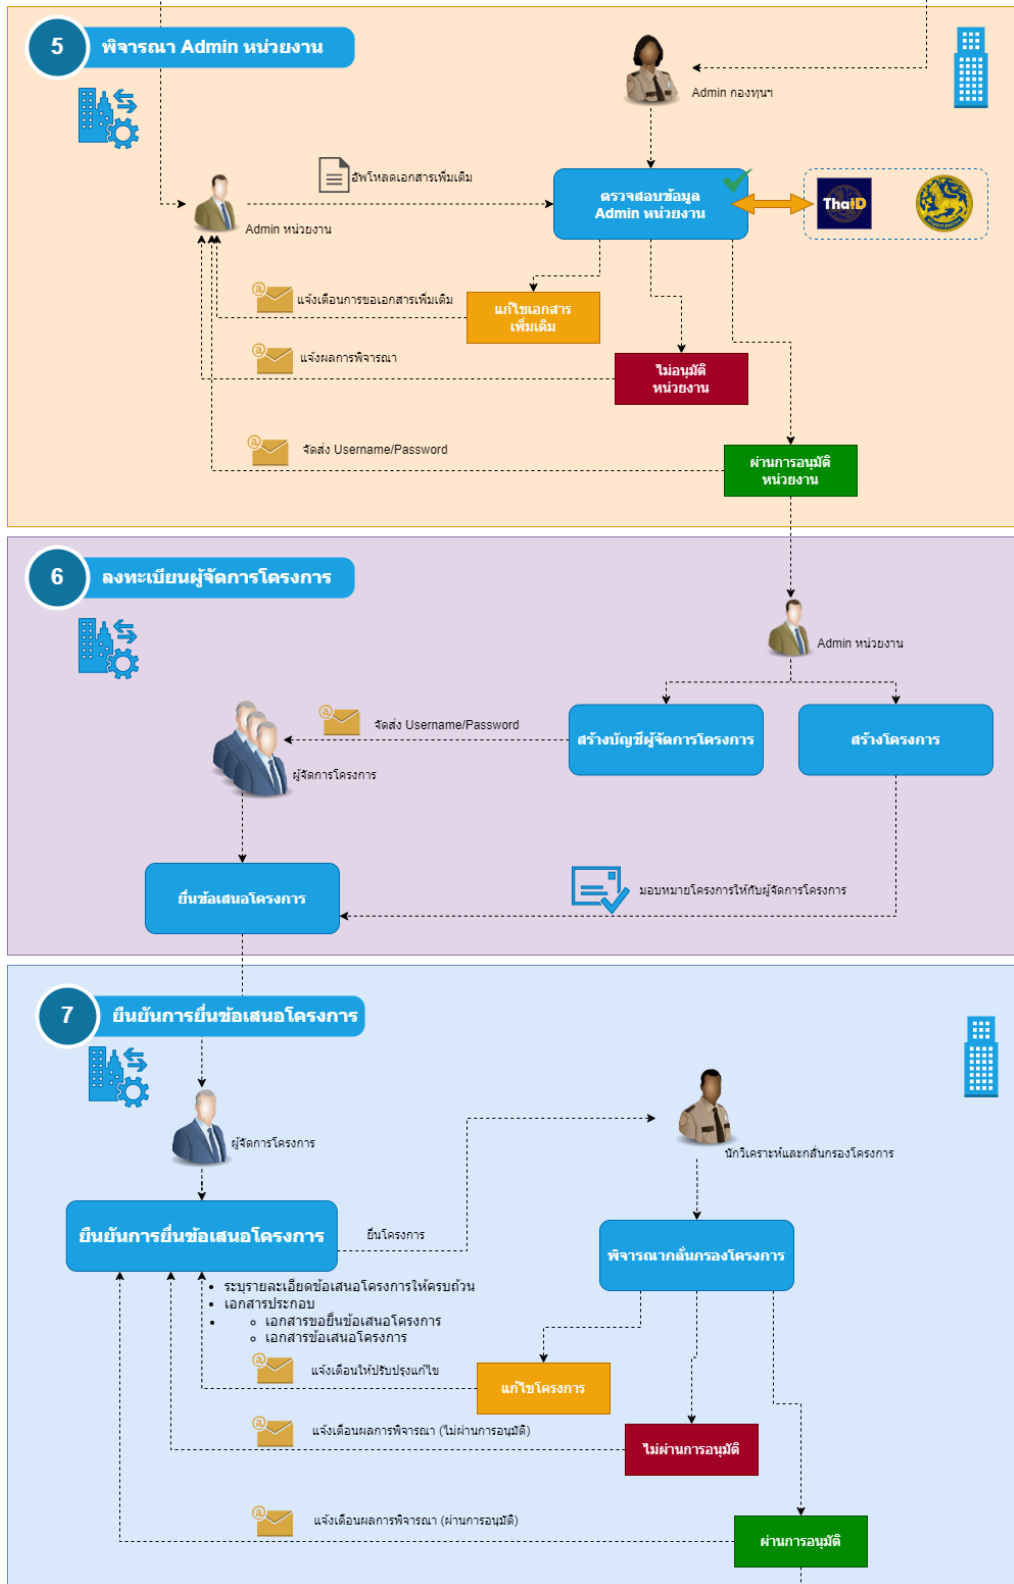 5
พิจารณา Admin หน่วยงาน
Admin กองทุนฯ
อัพโหลดเอกสารเพิ่มเติม
ตรวจสอบข้อมูล
Admin หน่วยงาน
ThaiD
Admin หน่วยงาน
@
แจ้งเตือนการขอเอกสารเพิ่มเติม
แก้ไขเอกสาร
เพิ่มเติม
@
แจ้งผลการพิจารณา
ไม่อนุมัติ
หน่วยงาน
@
จัดส่ง Username/Password
ผ่านการอนุมัติ
หน่วยงาน
6
ลงทะเบียนผู้จัดการโครงการ
Admin หน่วยงาน
@
จัดส่ง Username/Password
สร้างบัญชีผู้จัดการโครงการ
สร้างโครงการ
ผู้จัดการโครงการ
ยื่นข้อเสนอโครงการ
มอบหมายโครงการให้กับผู้จัดการโครงการ
7
ยืนยันการยื่นข้อเสนอโครงการ
ผู้จัดการโครงการ
นักวิเคราะห์และกลั่นกรองโครงการ
ยืนยันการยื่นข้อเสนอโครงการ
ยื่นโครงการ
พิจารณากลั่นกรองโครงการ
• ระบุรายละเอียดข้อเสนอโครงการให้ครบถ้วน
• เอกสารประกอบ
• ◦ เอกสารขอยื่นข้อเสนอโครงการ
◦ เอกสารข้อเสนอโครงการ
@
แจ้งเตือนให้ปรับปรุงแก้ไข
แก้ไขโครงการ
@
แจ้งเตือนผลการพิจารณา (ไม่ผ่านการอนุมัติ)
ไม่ผ่านการอนุมัติ
@
แจ้งเตือนผลการพิจารณา (ผ่านการอนุมัติ)
ผ่านการอนุมัติ